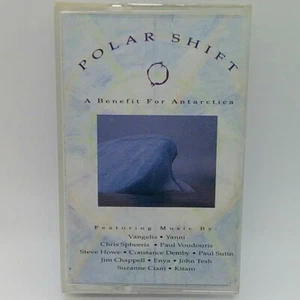 POLAR SHIFT
A Benefit For Antarctica
Featuring Music By
Vangelis • Yanni
Chris Spheeris • Paul Voudouris
Steve Howe • Constance Demby • Paul Sutin
Jim Chappell • Enya • John Tesh
Suzanne Ciani • Kitaro